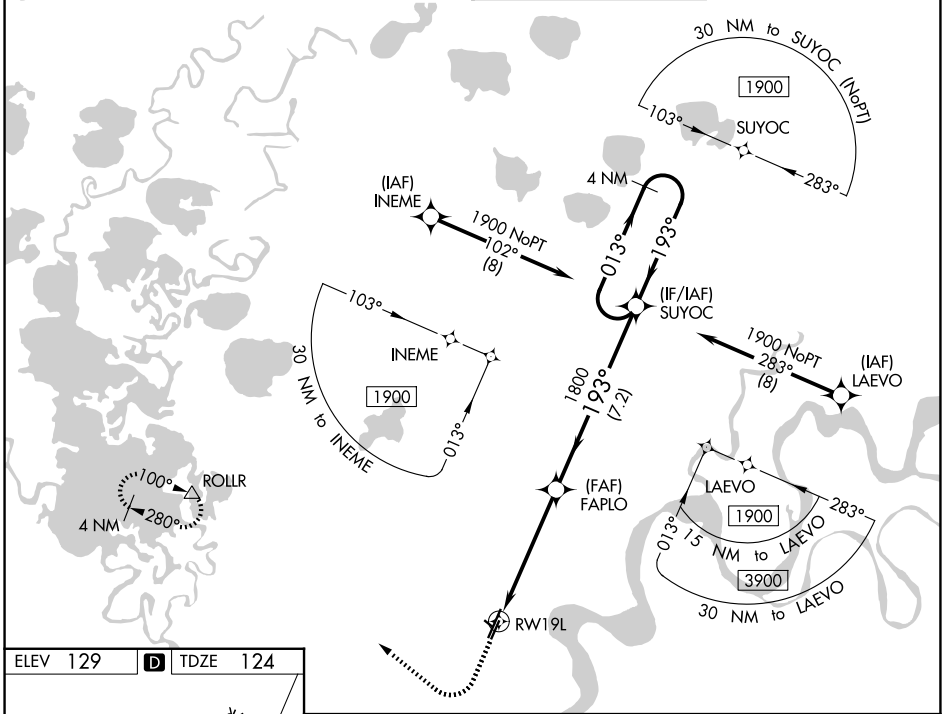 30 NM to SUYOC (NoPT)
1900
103°
SUYOC
283°
4 NM
(IAF)
INEME
1900 NoPT
102°
(8)
013°
193°
(IF/IAF)
SUYOC
103°
INEME
1900
30 NM to INEME
013°
1800
193°
(7.2)
1900 NoPT
283°
(8)
(IAF)
LAEVO
100°
ROLLR
4 NM
280°
(FAF)
FAPLO
LAEVO
283°
1900
013°
15 NM to LAEVO
3900
30 NM to LAEVO
RW19L
ELEV 129 D TDZE 124